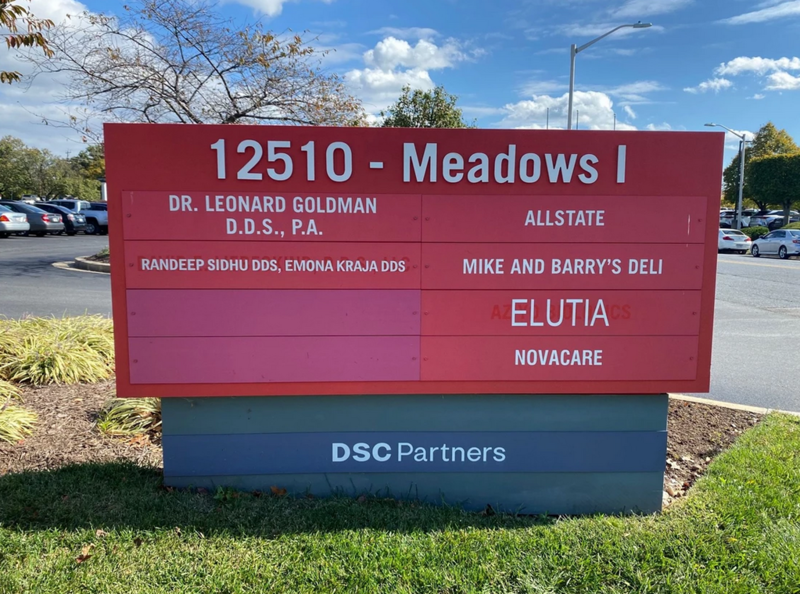 12510 - Meadows I
DR. LEONARD GOLDMAN
D.D.S., P.A.
ALLSTATE
RANDEEP SIDHU DDS, EMONA KRAJA DDS
MIKE AND BARRY'S DELI
ELUTIA
NOVACARE
DSC Partners